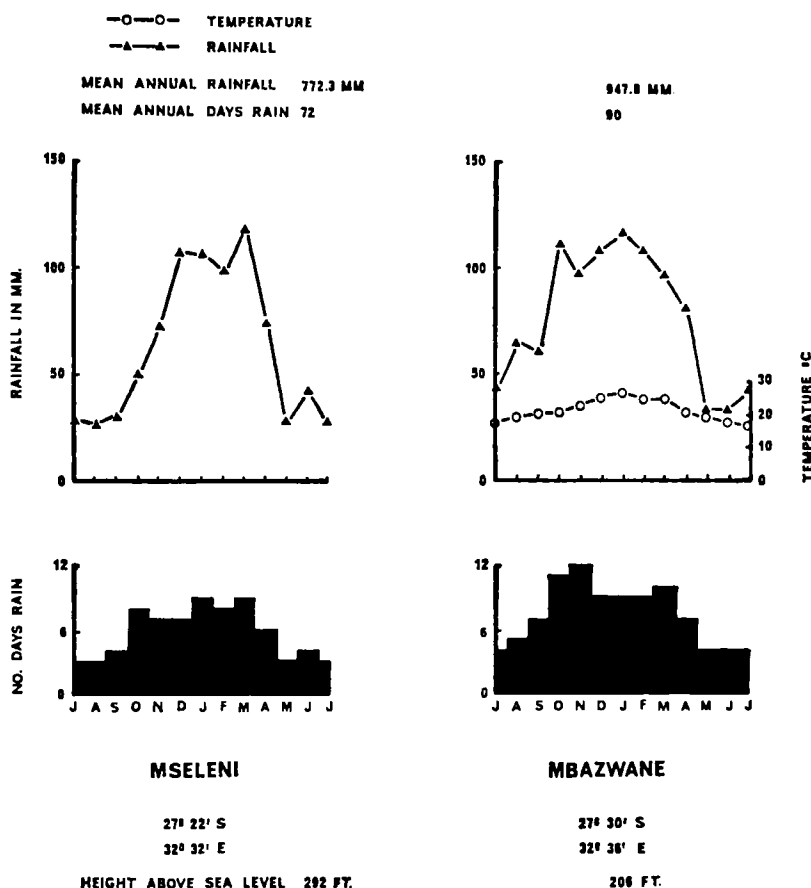 TEMPERATURE
RAINFALL
MEAN ANNUAL RAINFALL 772.3 MM
947.8 MM.
MEAN ANNUAL DAYS RAIN 72
90
RAINFALL IN MM.
150
100
50
0
150
100
50
0
30
20
10
0
TEMPERATURE °C
NO. DAYS RAIN
12
6
0
J A S O N D J F M A M J J
12
6
0
J A S O N D J F M A M J J
MSELENI
MBAZWANE
27° 22' S
27° 30' S
32° 32' E
32° 36' E
HEIGHT ABOVE SEA LEVEL 292 FT.
206 FT.